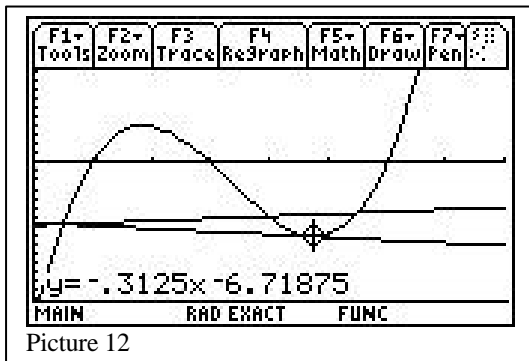 F1▾ F2▾ F3 F4 F5▾ F6▾ F7▾
Tools Zoom Trace ReGraph Math Draw Pen
y=-.3125x-6.71875
MAIN RAD EXACT FUNC
Picture 12